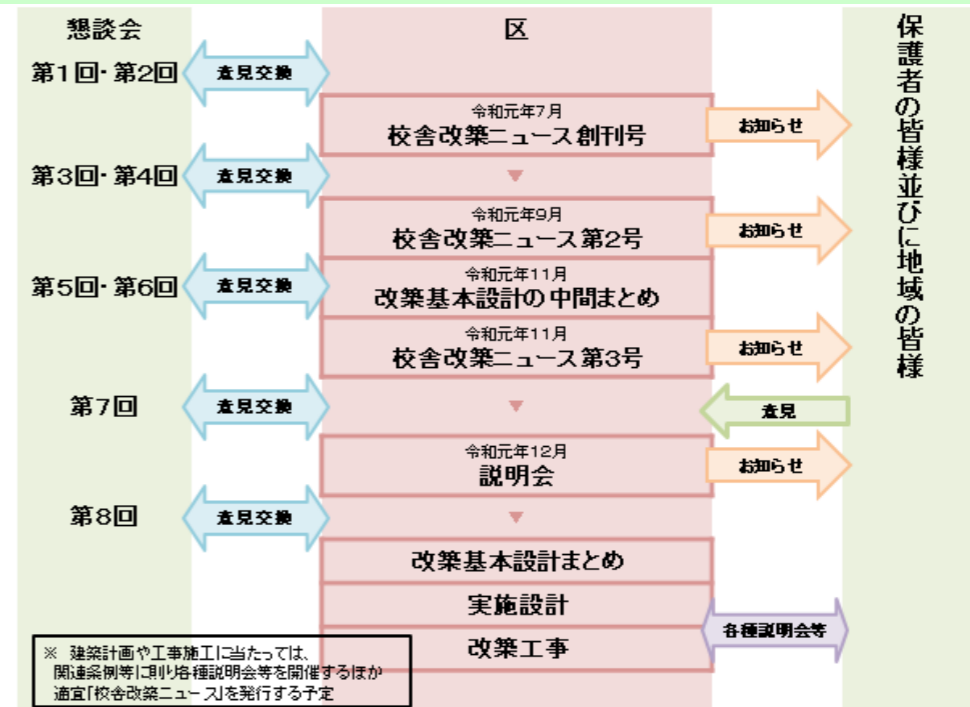 懇談会
区
保護者の皆様並びに地域の皆様
第1回・第2回
意見交換
令和元年7月
校舎改築ニュース創刊号
お知らせ
第3回・第4回
意見交換
令和元年9月
校舎改築ニュース第2号
お知らせ
第5回・第6回
意見交換
令和元年11月
改築基本設計の中間まとめ
令和元年11月
校舎改築ニュース第3号
お知らせ
第7回
意見交換
意見
令和元年12月
説明会
お知らせ
第8回
意見交換
改築基本設計まとめ
実施設計
改築工事
各種説明会等
※ 建築計画や工事施工に当たっては、
関連条例等に則り各種説明会等を開催するほか
適宜「校舎改築ニュース」を発行する予定